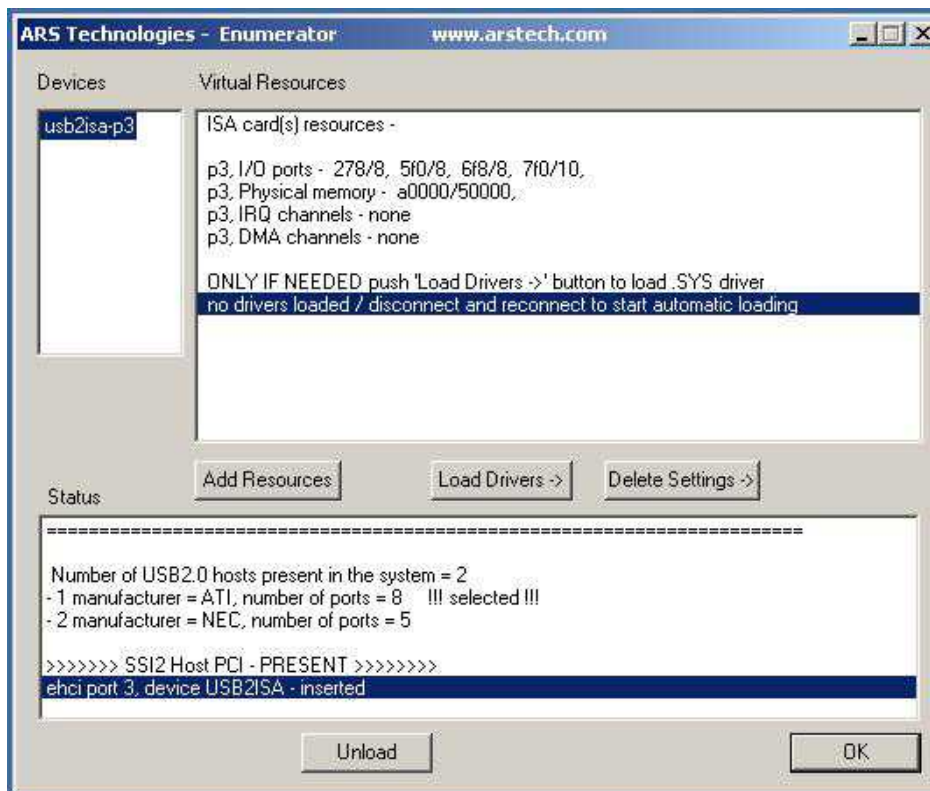 ARS Technologies - Enumerator www.arstech.com
Devices Virtual Resources
usb2isa-p3
ISA card(s) resources -
p3, I/O ports - 278/8, 5f0/8, 6f8/8, 7f0/10,
p3, Physical memory - a0000/50000,
p3, IRQ channels - none
p3, DMA channels - none
ONLY IF NEEDED push 'Load Drivers ->' button to load .SYS driver
no drivers loaded / disconnect and reconnect to start automatic loading
Add Resources Load Drivers -> Delete Settings ->
Status
=========================================================================
Number of USB2.0 hosts present in the system = 2
- 1 manufacturer = ATI, number of ports = 8 !!! selected !!!
- 2 manufacturer = NEC, number of ports = 5
>>>>>>> SSI2 Host PCI - PRESENT >>>>>>>>
ehci port 3, device USB2ISA - inserted
Unload OK